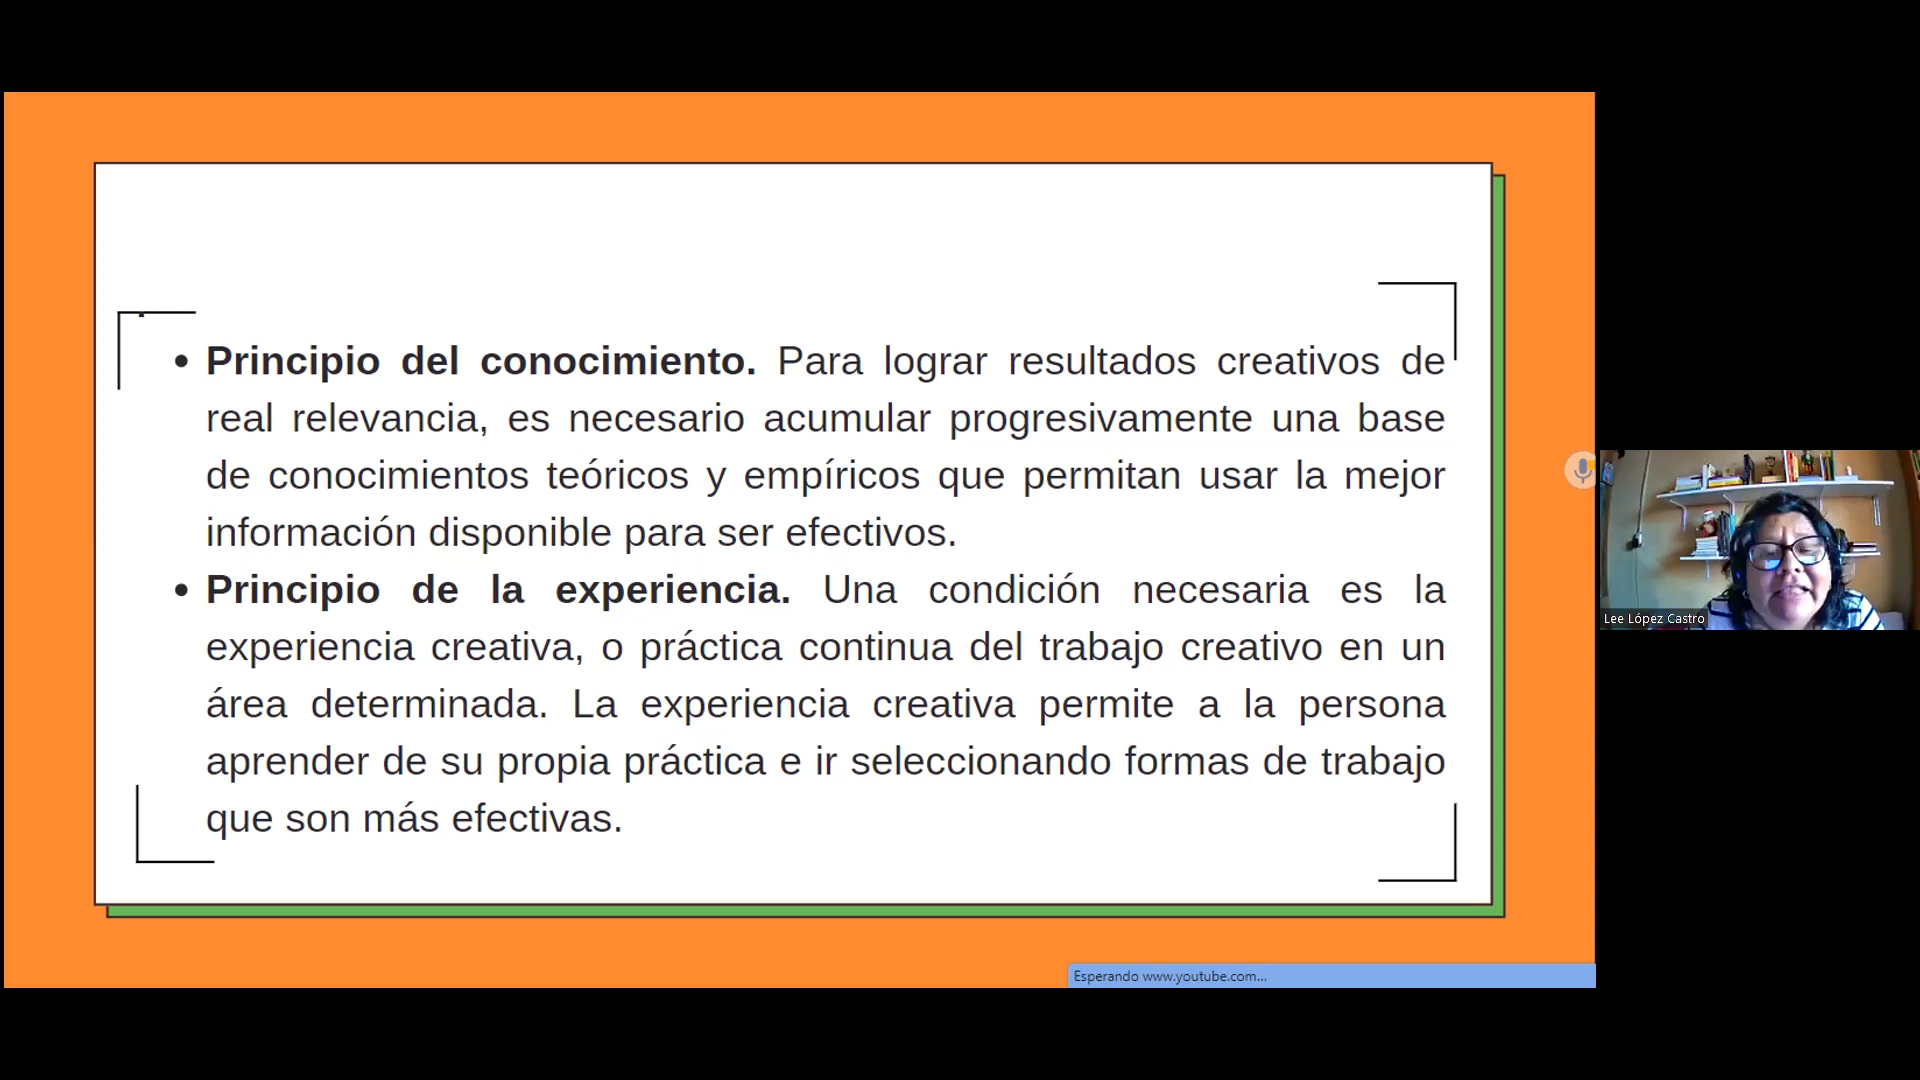 • Principio del conocimiento. Para lograr resultados creativos de
real relevancia, es necesario acumular progresivamente una base
de conocimientos teóricos y empíricos que permitan usar la mejor
información disponible para ser efectivos.
• Principio de la experiencia. Una condición necesaria es la
experiencia creativa, o práctica continua del trabajo creativo en un
área determinada. La experiencia creativa permite a la persona
aprender de su propia práctica e ir seleccionando formas de trabajo
que son más efectivas.
Lee López Castro
Esperando www.youtube.com...